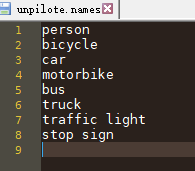 unpilote.names
1 person
2 bicycle
3 car
4 motorbike
5 bus
6 truck
7 traffic light
8 stop sign
9